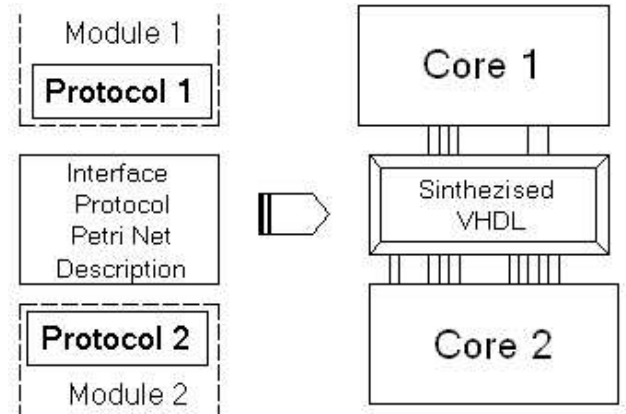 Module 1
Protocol 1
Interface
Protocol
Petri Net
Description
Protocol 2
Module 2
Core 1
Sinthezised
VHDL
Core 2